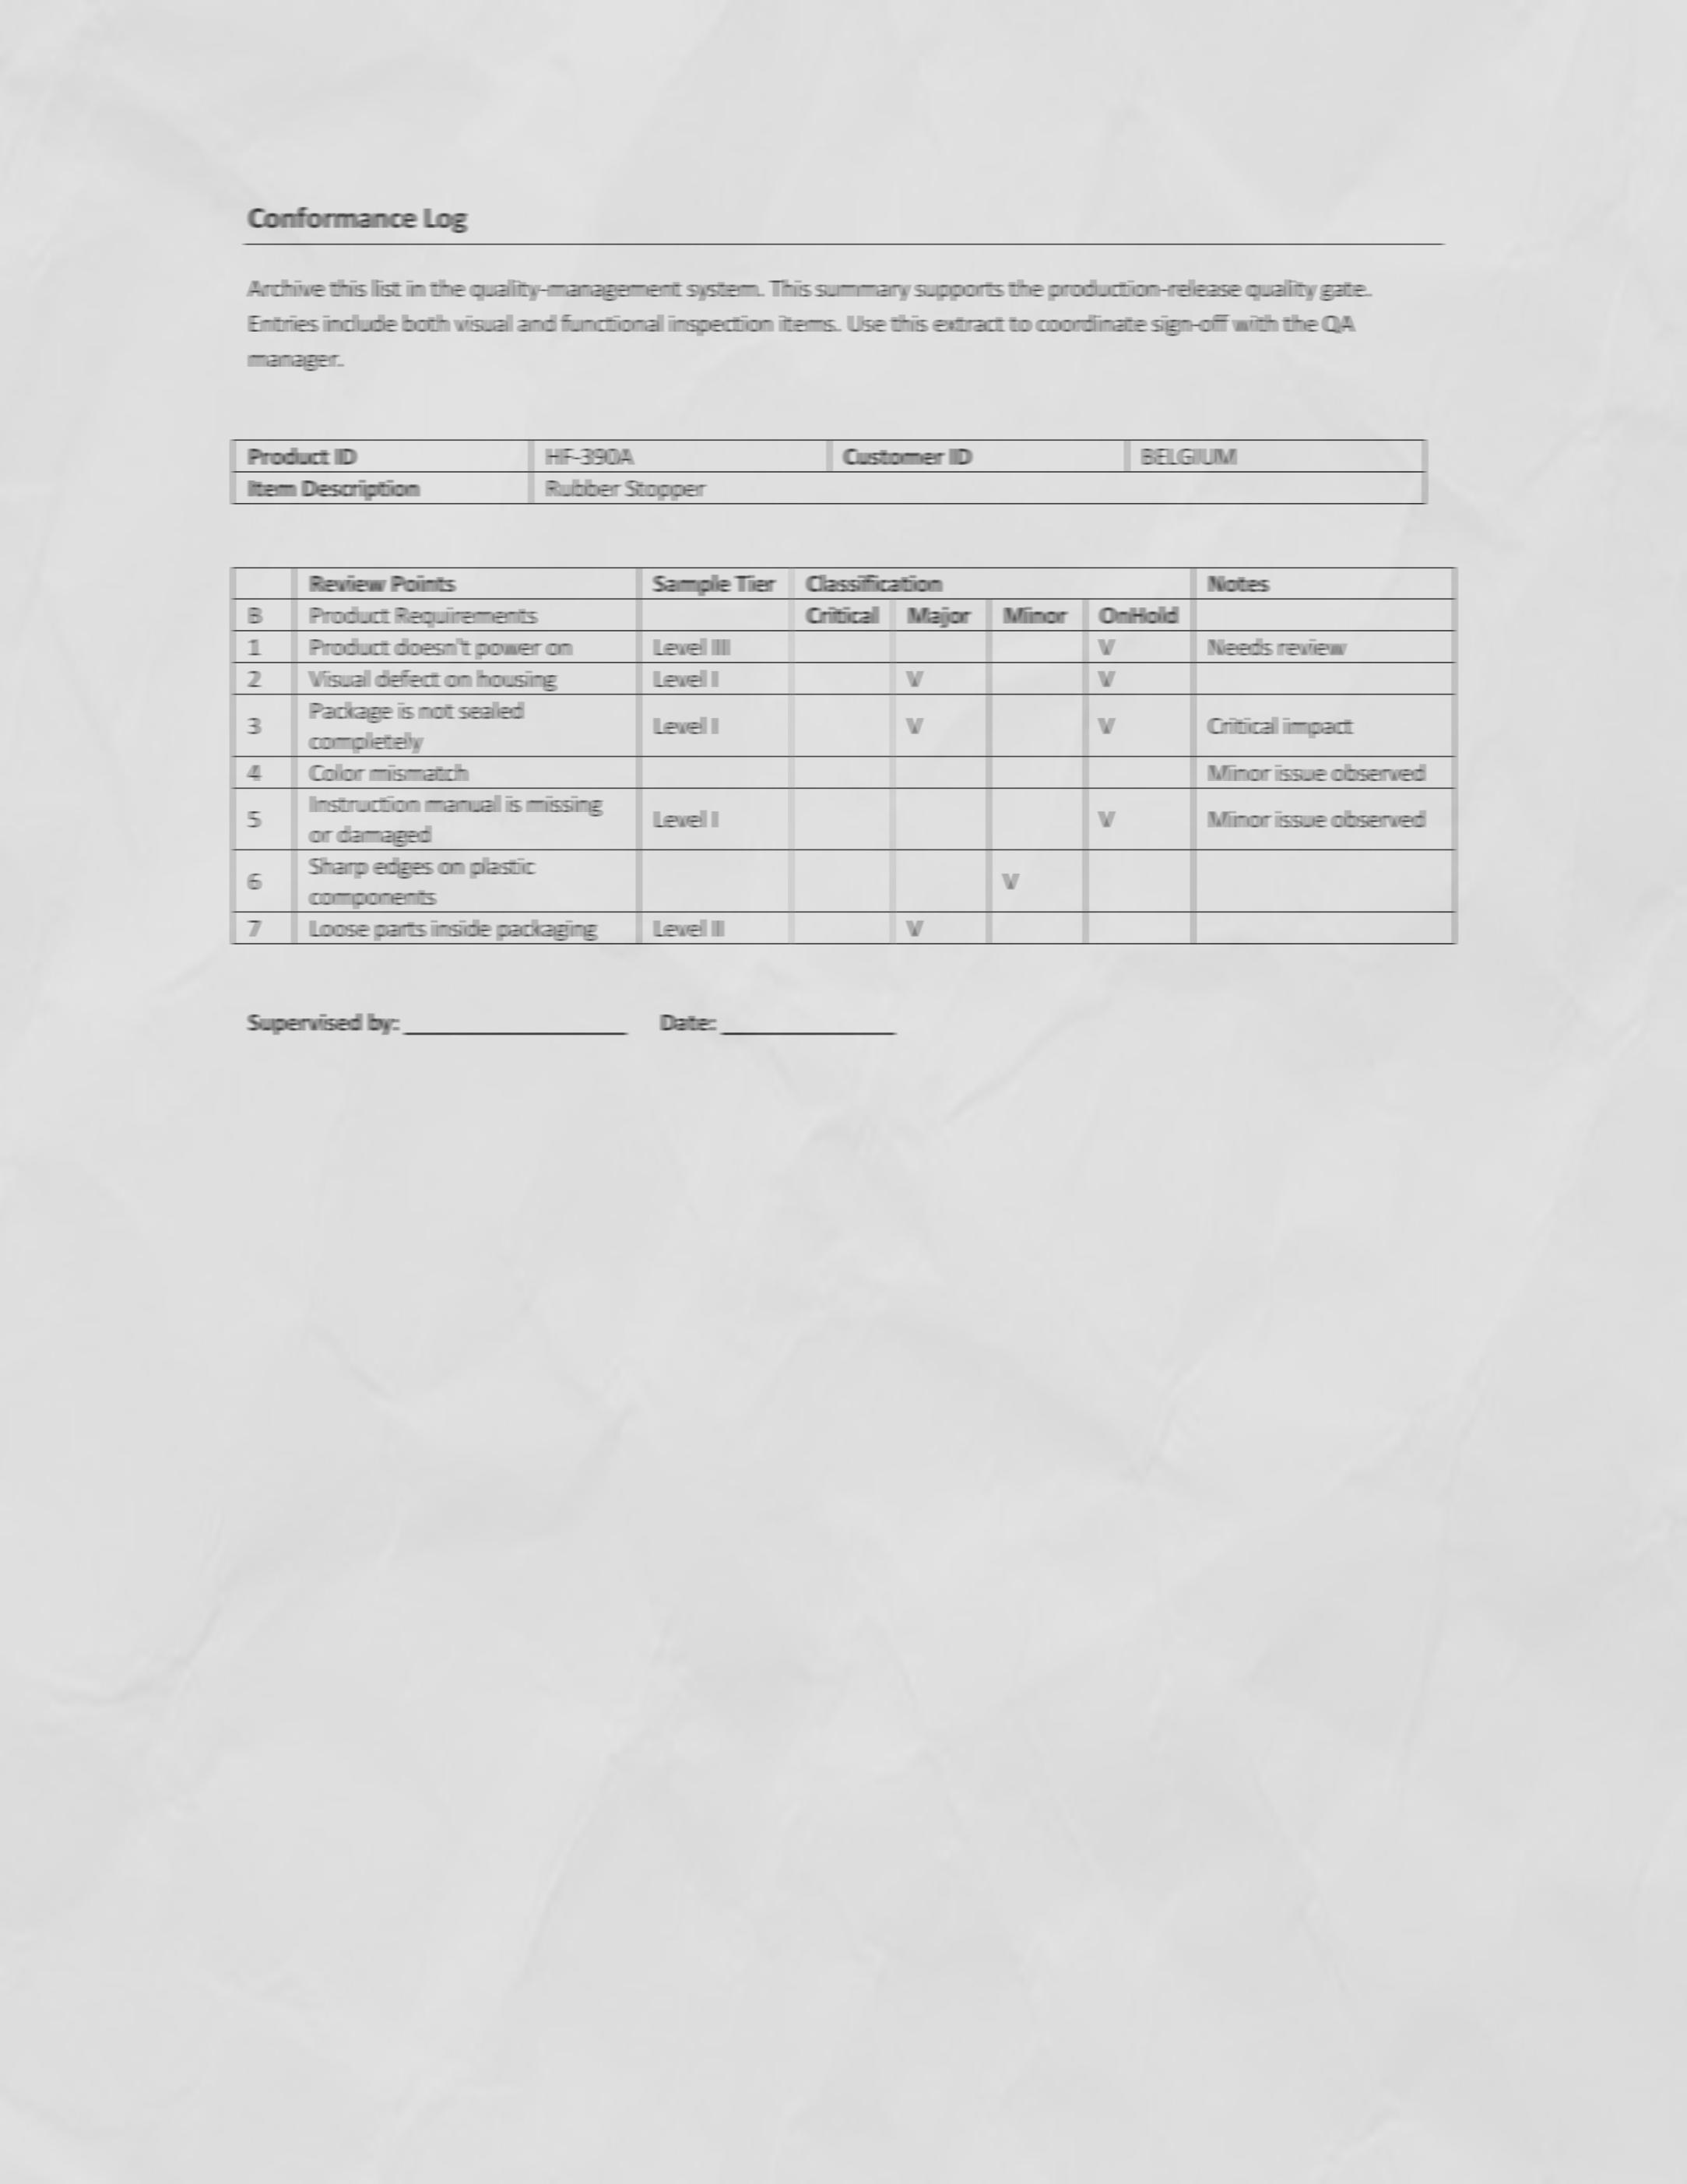 Conformance Log
Archive this list in the quality-management system. This summary supports the production-release quality gate.
Entries include both visual and functional inspection items. Use this extract to coordinate sign-off with the QA
manager.
Product ID HF-390A Customer ID BELGIUM
Item Description Rubber Stopper
Review Points Sample Tier Classification Notes
B Product Requirements Critical Major Minor OnHold
1 Product doesn't power on Level III V Needs review
2 Visual defect on housing Level I V V
3 Package is not sealed
completely Level I V V Critical impact
4 Color mismatch Minor issue observed
5 Instruction manual is missing
or damaged Level I V Minor issue observed
6 Sharp edges on plastic
components V
7 Loose parts inside packaging Level II V
Supervised by: Date: